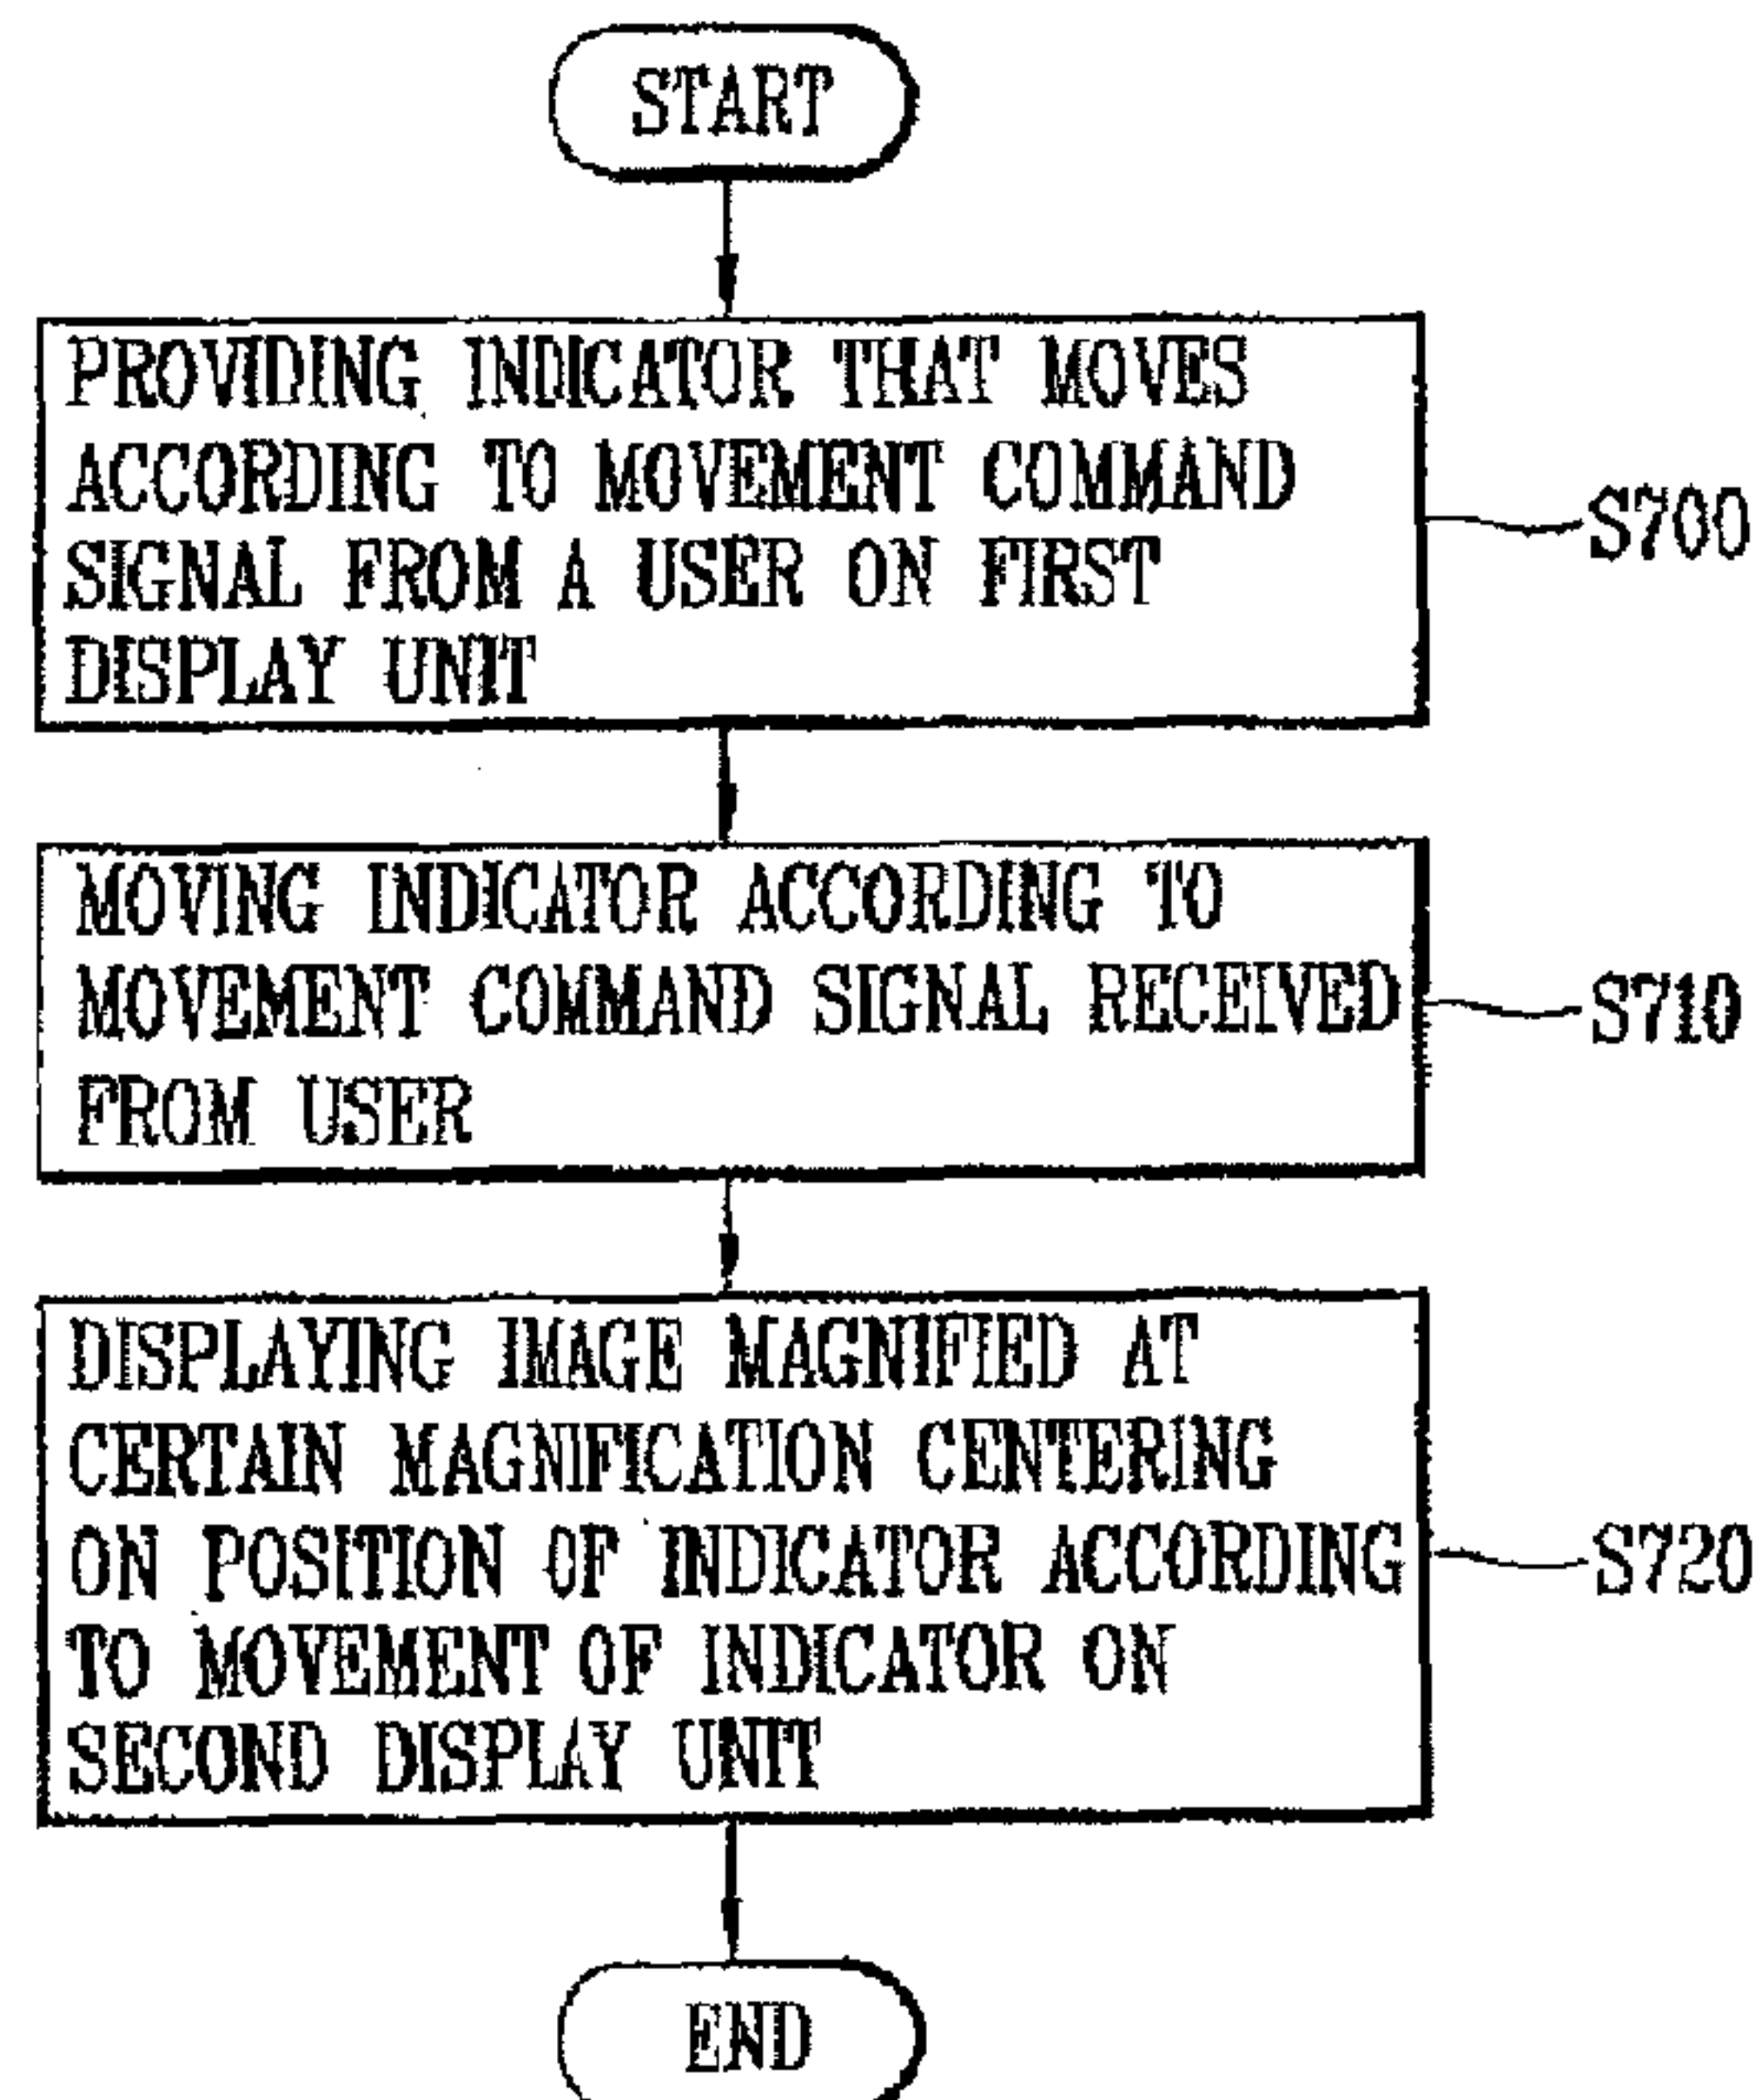 START
PROVIDING INDICATOR THAT MOVES
ACCORDING TO MOVEMENT COMMAND
SIGNAL FROM A USER ON FIRST
DISPLAY UNIT
S700
MOVING INDICATOR ACCORDING TO
MOVEMENT COMMAND SIGNAL RECEIVED
FROM USER
S710
DISPLAYING IMAGE MAGNIFIED AT
CERTAIN MAGNIFICATION CENTERING
ON POSITION OF INDICATOR ACCORDING
TO MOVEMENT OF INDICATOR ON
SECOND DISPLAY UNIT
S720
END